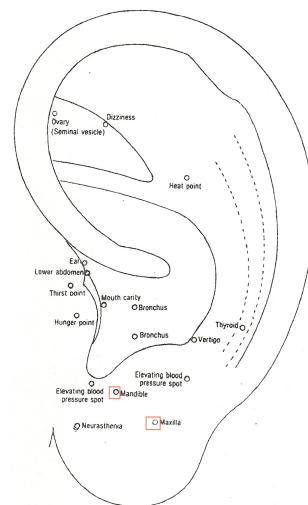 Ovary
(Seminal vesicle)
Dizziness
Heat point
Ear
Lower abdomen
Thirst point
Mouth carity
Bronchus
Hunger point
Thyroid
Bronchus
Vertigo
Elevating blood
pressure spot
Elevating blood
pressure spot
Mandible
Neurasthenia
Maxilla